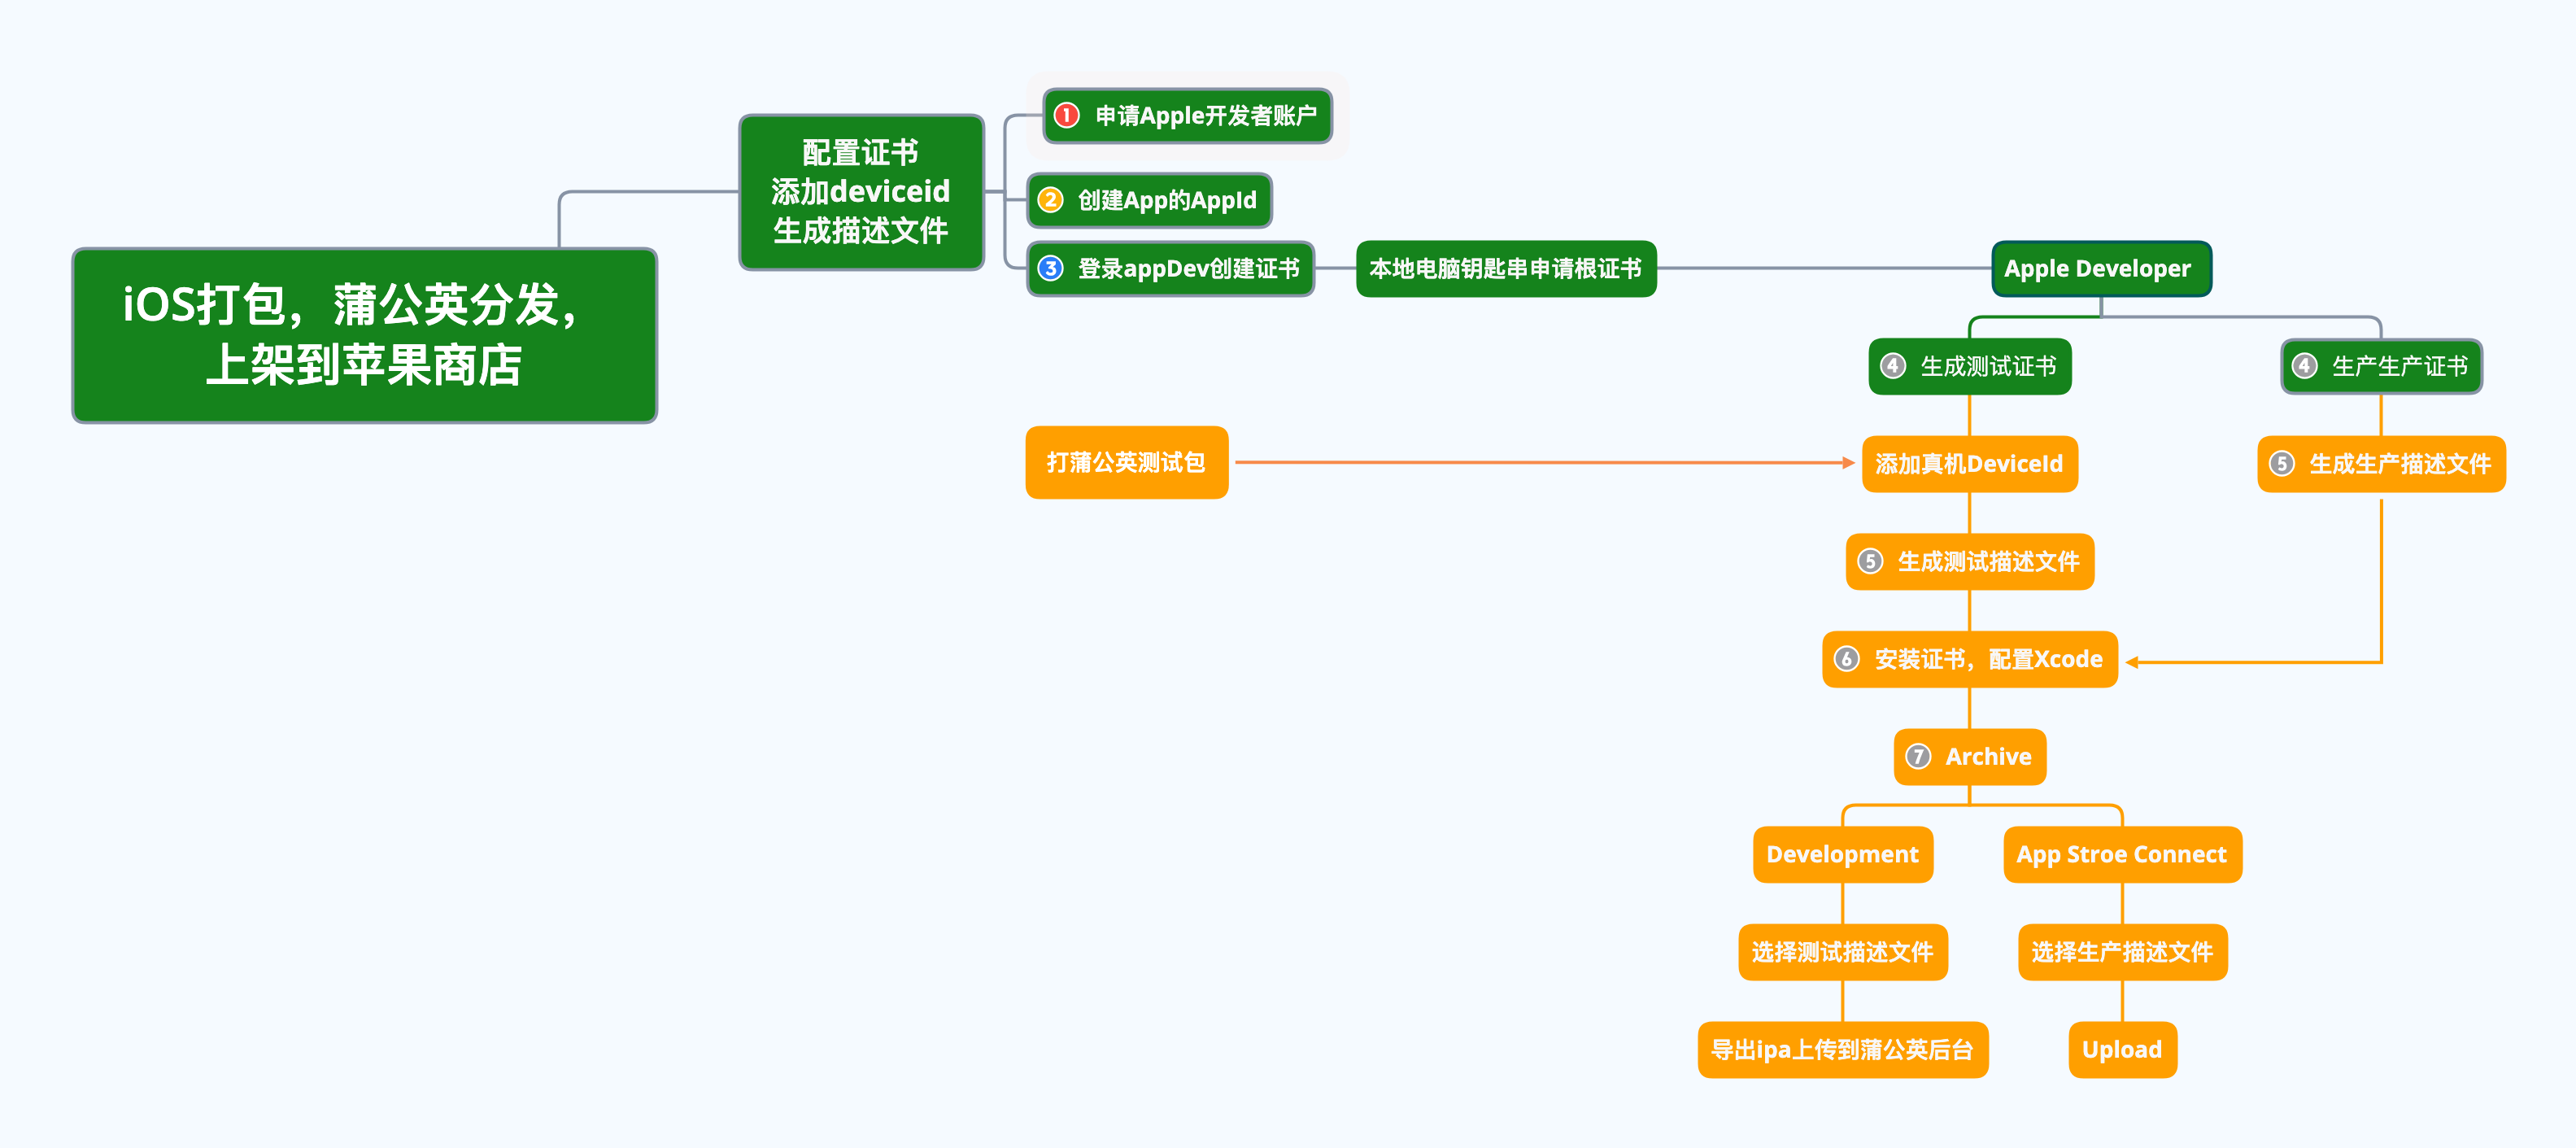 iOS打包，蒲公英分发，
上架到苹果商店
配置证书
添加deviceid
生成描述文件
1 申请Apple开发者账户
2 创建App的AppId
3 登录appDev创建证书
本地电脑钥匙串申请根证书
Apple Developer
4 生成测试证书
4 生产生产证书
打蒲公英测试包
添加真机DeviceId
5 生成生产描述文件
5 生成测试描述文件
6 安装证书，配置Xcode
7 Archive
Development
App Stroe Connect
选择测试描述文件
选择生产描述文件
导出ipa上传到蒲公英后台
Upload